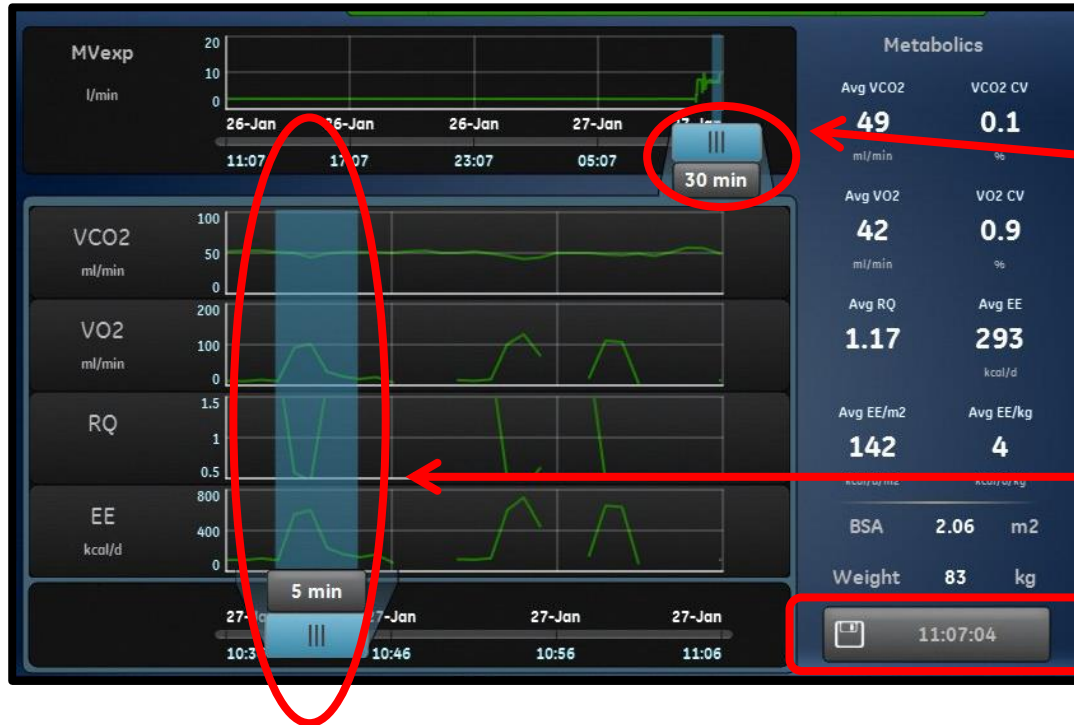 MVexp
l/min
20
10
0
26-Jan 26-Jan 26-Jan 27-Jan
11:07 17:07 23:07 05:07
30 min
VCO2
ml/min
100
50
0
VO2
ml/min
200
100
0
RQ
1.5
1
0.5
EE
kcal/d
800
400
0
5 min
27-Jan 27-Jan 27-Jan
10:46 10:56 11:06
Metabolics
Avg VCO2 VCO2 CV
49 0.1
ml/min %
Avg VO2 VO2 CV
42 0.9
ml/min %
Avg RQ Avg EE
1.17 293
kcal/d
Avg EE/m2 Avg EE/kg
142 4
kcal/d/m2 kcal/d/kg
BSA 2.06 m2
Weight 83 kg
11:07:04